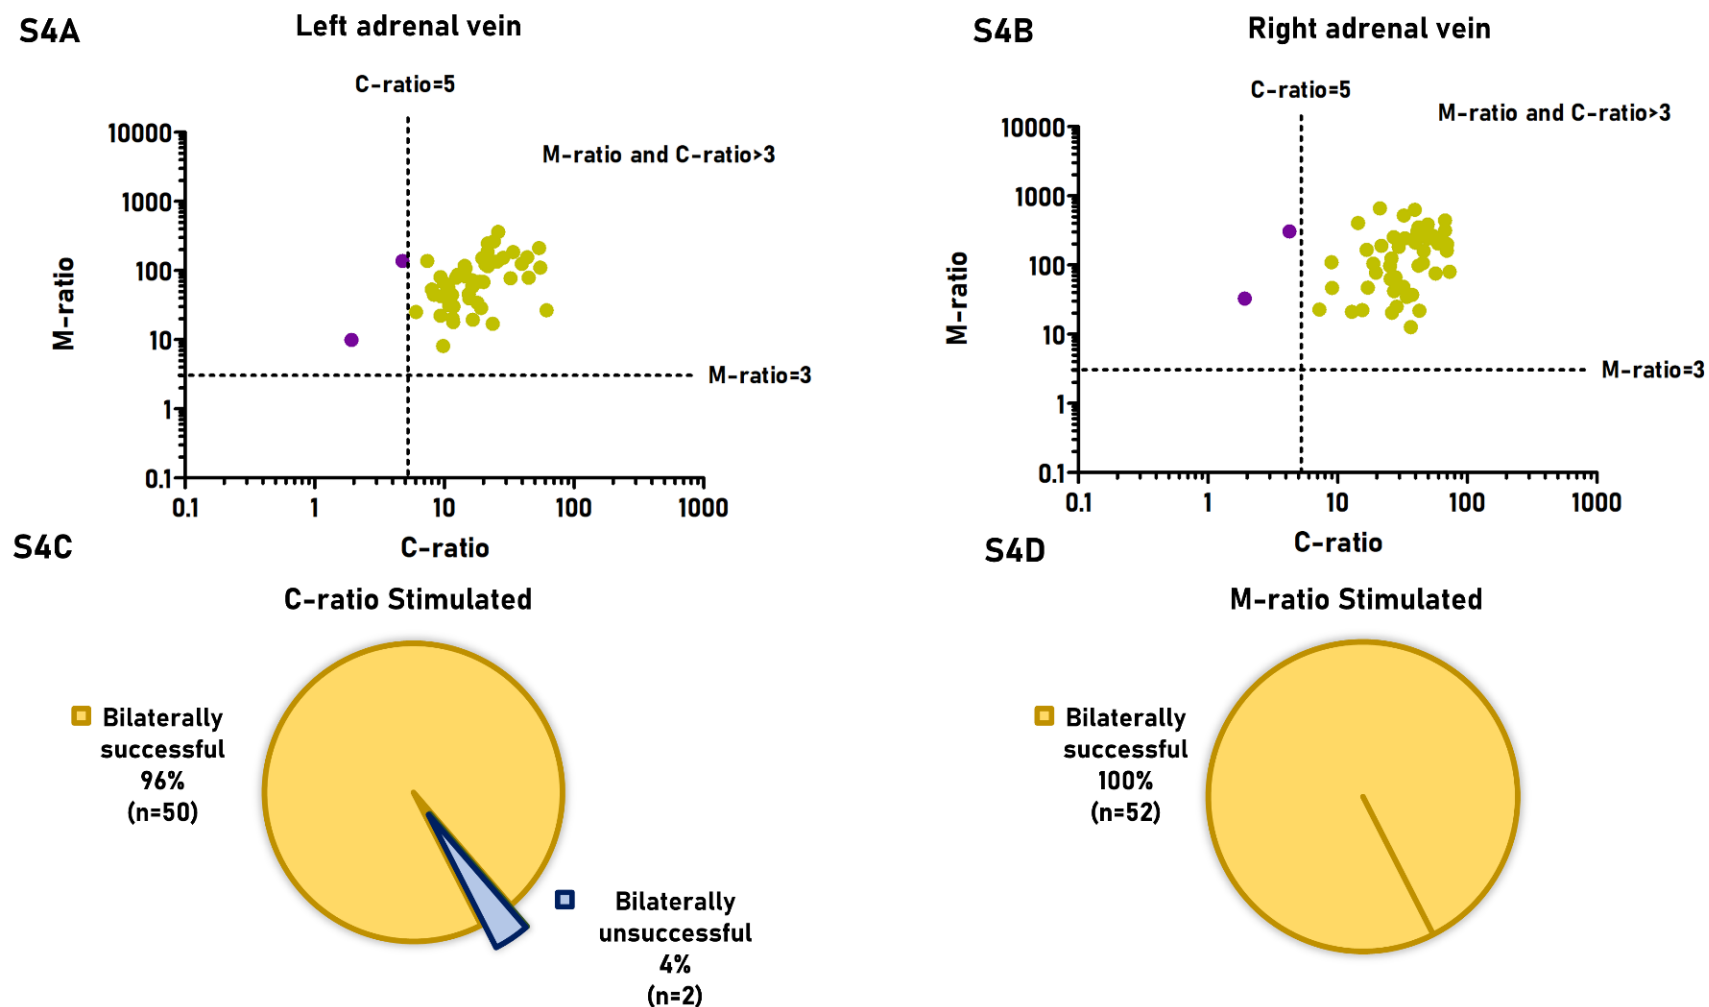 S4A
Left adrenal vein
C-ratio=5
M-ratio and C-ratio>3
10000
1000
100
10
1
0.1
M-ratio
M-ratio=3
0.1
1
10
100
1000
C-ratio
S4B
Right adrenal vein
C-ratio=5
M-ratio and C-ratio>3
10000
1000
100
10
1
0.1
M-ratio
M-ratio=3
0.1
1
10
100
1000
C-ratio
S4C
C-ratio Stimulated
Bilaterally
successful
96%
(n=50)
Bilaterally
unsuccessful
4%
(n=2)
S4D
M-ratio Stimulated
Bilaterally
successful
100%
(n=52)